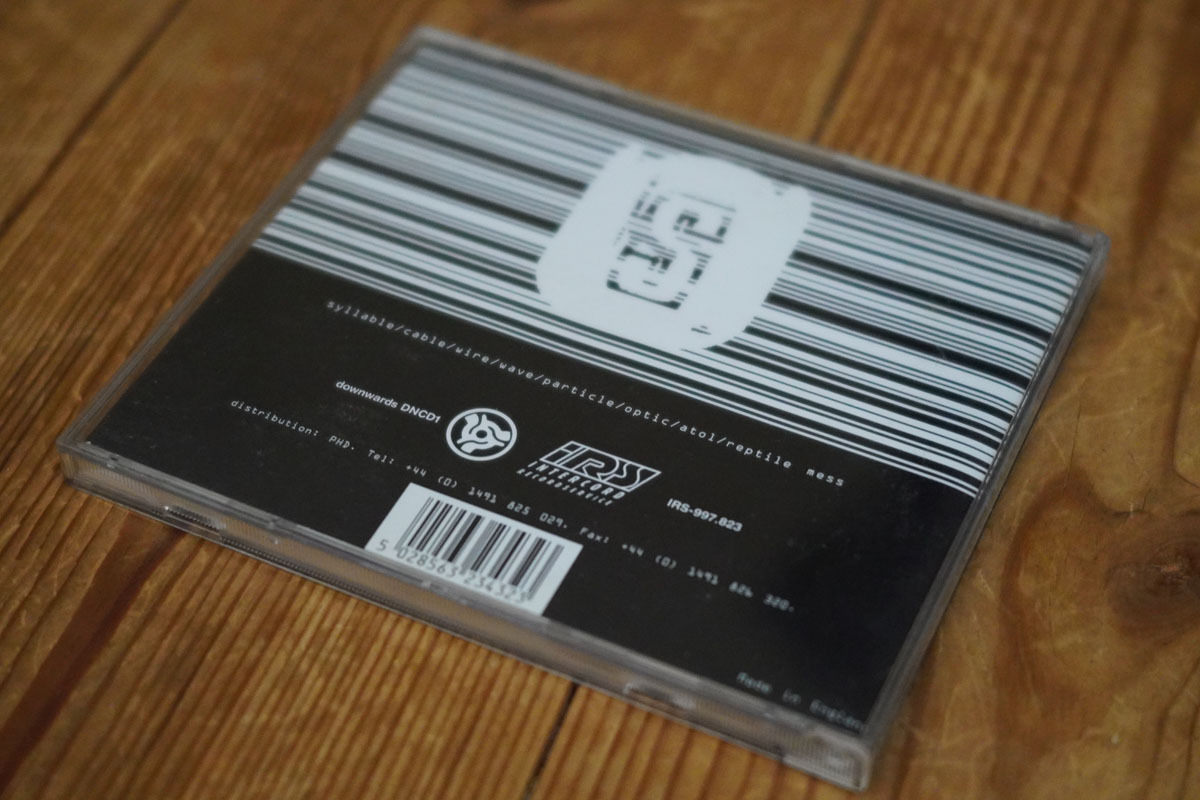 S
syllable/cable/wire/wave/particle/optic/atol/reptile mess
downwards DNCD1
IRS
INTERCORD
IRS-997.823
distribution: PHD. Tel: +44 (0) 1491 825 029. Fax: +44 (0) 1491 826 320.
5 028563 234323
Made in England